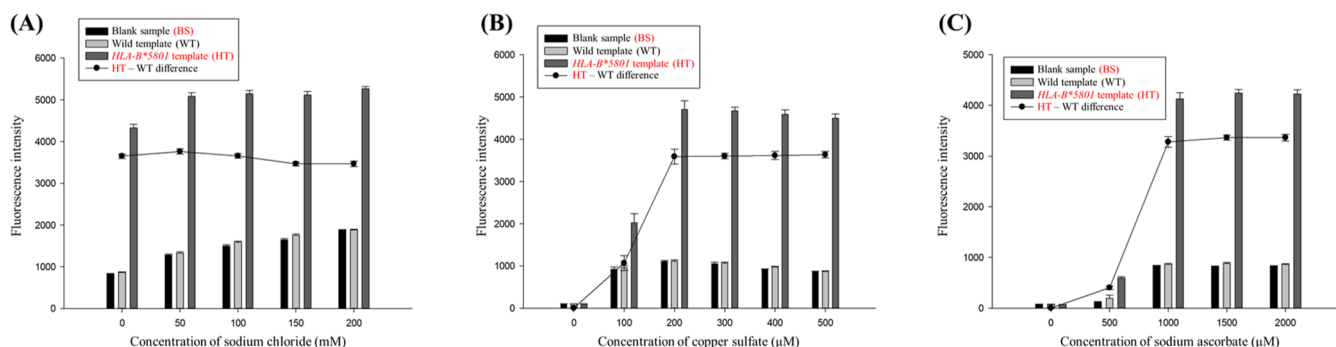 (A)
Blank sample (BS)
Wild template (WT)
HLA-B*5801 template (HT)
HT – WT difference
6000
5000
4000
3000
2000
1000
0
Fluorescence intensity
0 50 100 150 200
Concentration of sodium chloride (mM)
(B)
Blank sample (BS)
Wild template (WT)
HLA-B*5801 template (HT)
HT – WT difference
6000
5000
4000
3000
2000
1000
0
Fluorescence intensity
0 100 200 300 400 500
Concentration of copper sulfate (μM)
(C)
Blank sample (BS)
Wild template (WT)
HLA-B*5801 template (HT)
HT – WT difference
5000
4000
3000
2000
1000
0
Fluorescence intensity
0 500 1000 1500 2000
Concentration of sodium ascorbate (μM)